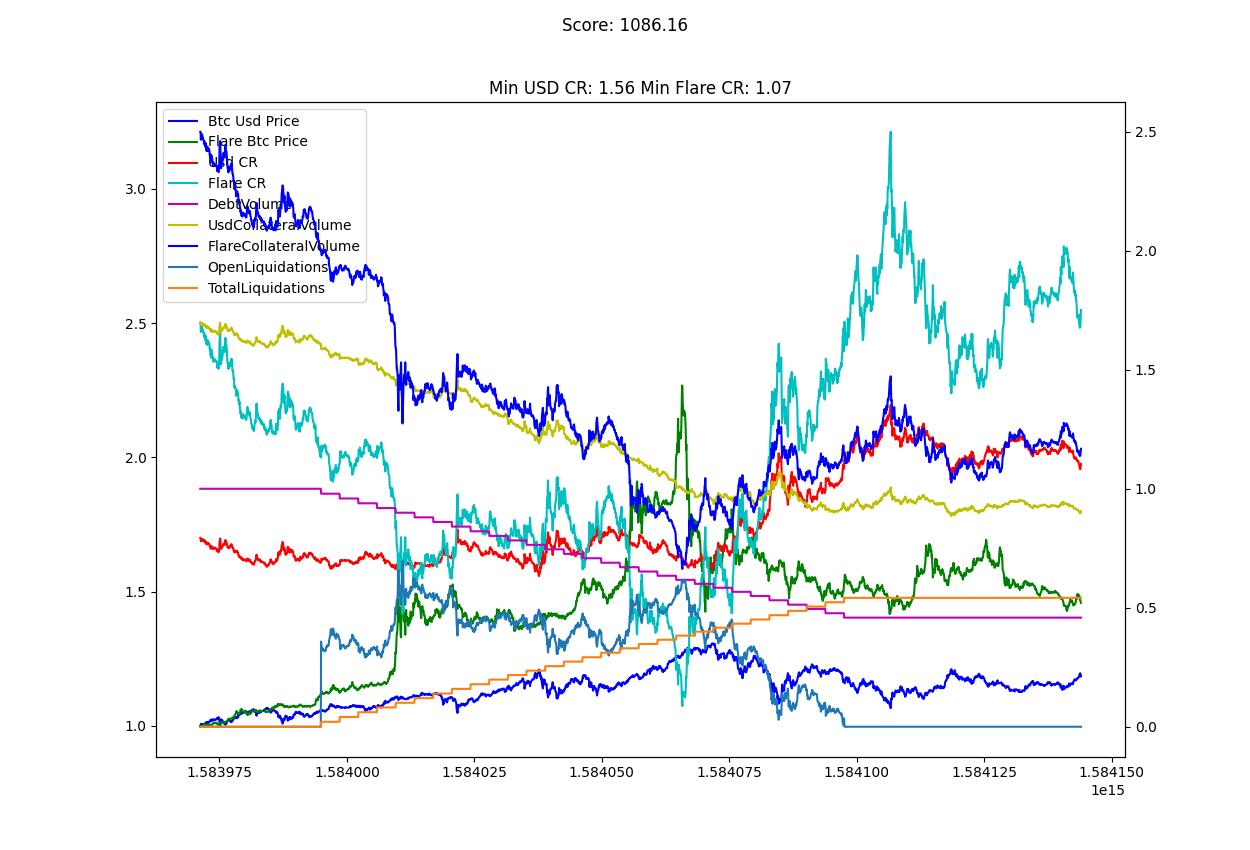 Score: 1086.16
Min USD CR: 1.56 Min Flare CR: 1.07
Btc Usd Price
Flare Btc Price
Usd CR
Flare CR
DebtVolume
UsdCollateralVolume
FlareCollateralVolume
OpenLiquidations
TotalLiquidations
3.0
2.5
2.0
1.5
1.0
2.5
2.0
1.5
1.0
0.5
0.0
1.583975 1.584000 1.584025 1.584050 1.584075 1.584100 1.584125 1.584150
1e15